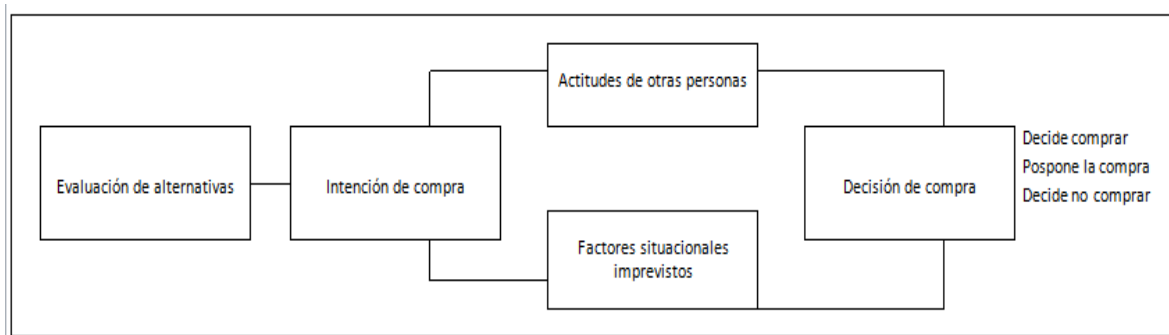 Evaluación de alternativas
Intención de compra
Actitudes de otras personas
Factores situacionales
imprevistos
Decisión de compra
Decide comprar
Pospone la compra
Decide no comprar